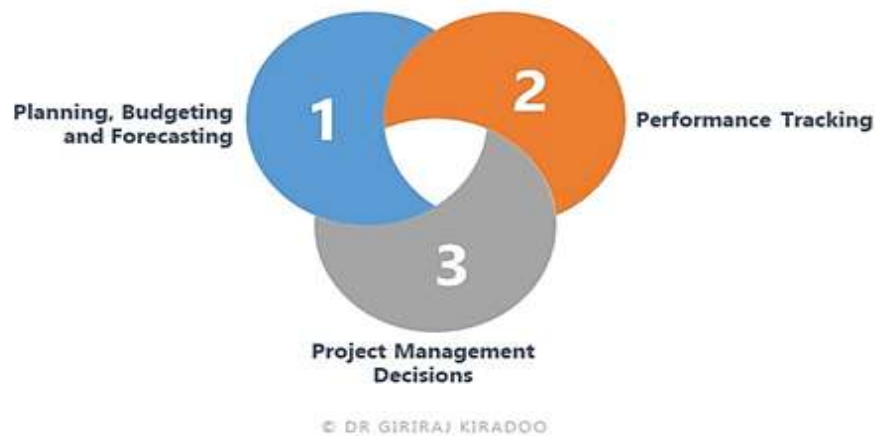 1
Planning, Budgeting
and Forecasting
2
Performance Tracking
3
Project Management
Decisions
© DR GIRIRAJ KIRADOO